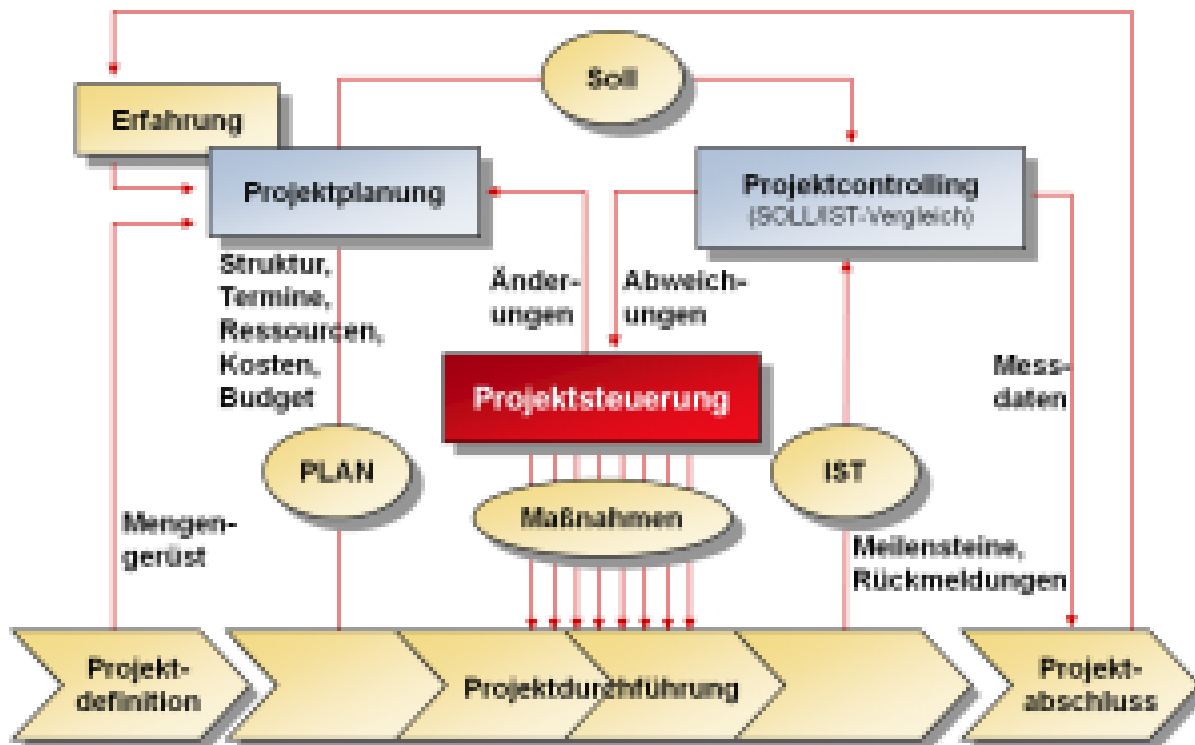 Soll
Erfahrung
Projektplanung
Projektcontrolling
(SOLL/IST-Vergleich)
Struktur,
Termine,
Ressourcen,
Kosten,
Budget
Änder-
ungen
Abweich-
ungen
Projektsteuerung
Mess-
daten
PLAN
IST
Maßnahmen
Mengen-
gerüst
Meilensteine,
Rückmeldungen
Projekt-
definition
Projektdurchführung
Projekt-
abschluss